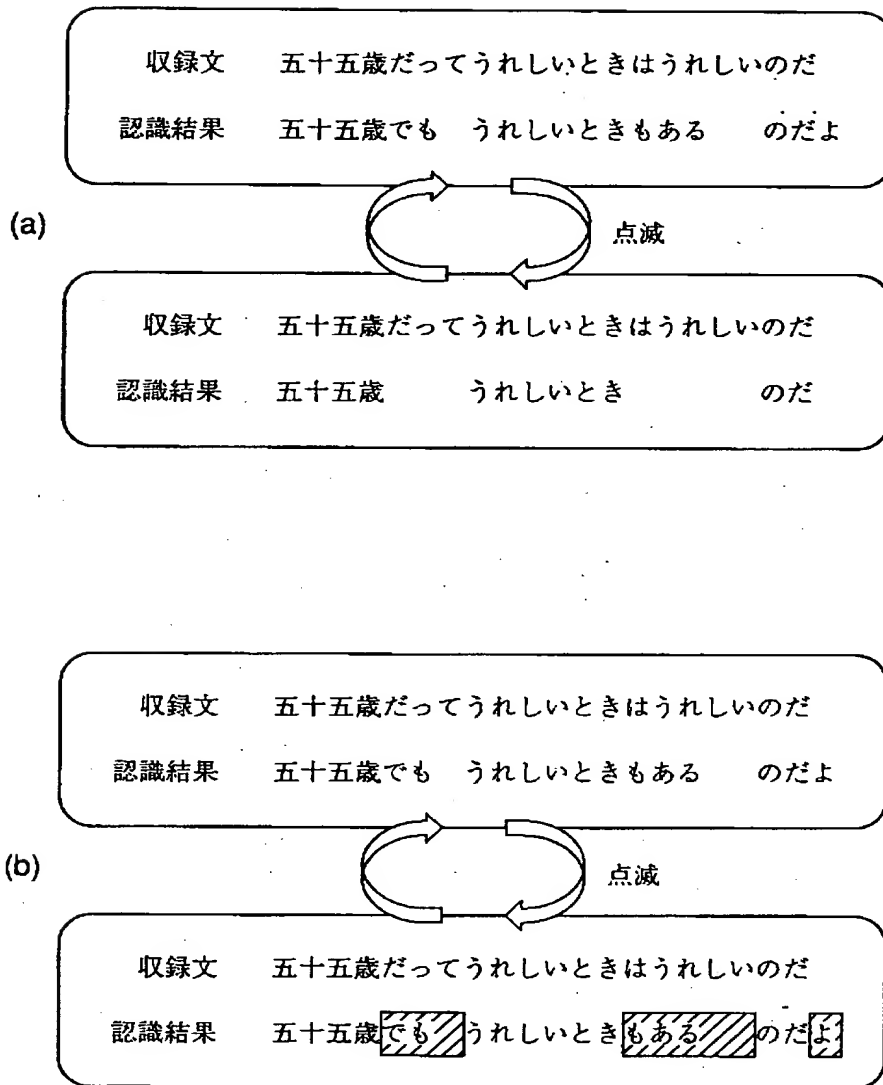 収録文 五十五歳だってうれしいときはうれしいのだ
認識結果 五十五歳でも うれしいときもある のだよ
(a)
点滅
収録文 五十五歳だってうれしいときはうれしいのだ
認識結果 五十五歳 うれしいとき のだ
収録文 五十五歳だってうれしいときはうれしいのだ
認識結果 五十五歳でも うれしいときもある のだよ
(b)
点滅
収録文 五十五歳だってうれしいときはうれしいのだ
認識結果 五十五歳でも うれしいときもある のだよ